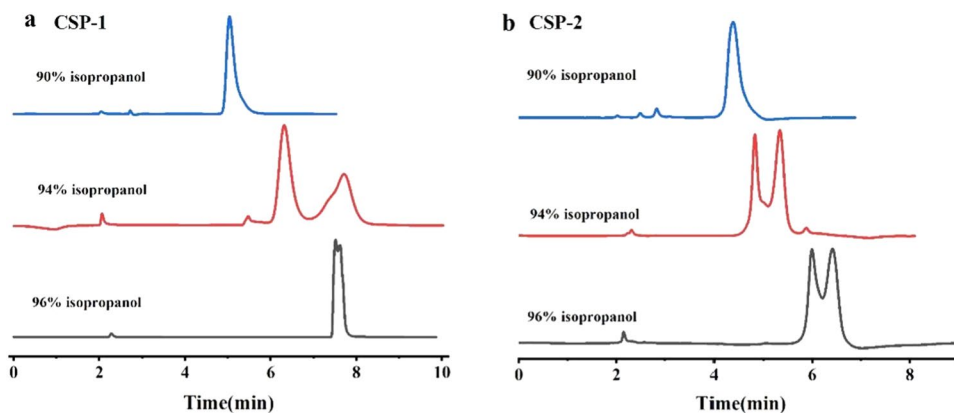 a CSP-1
90% isopropanol
94% isopropanol
96% isopropanol
0 2 4 6 8 10
Time(min)
b CSP-2
90% isopropanol
94% isopropanol
96% isopropanol
0 2 4 6 8
Time(min)